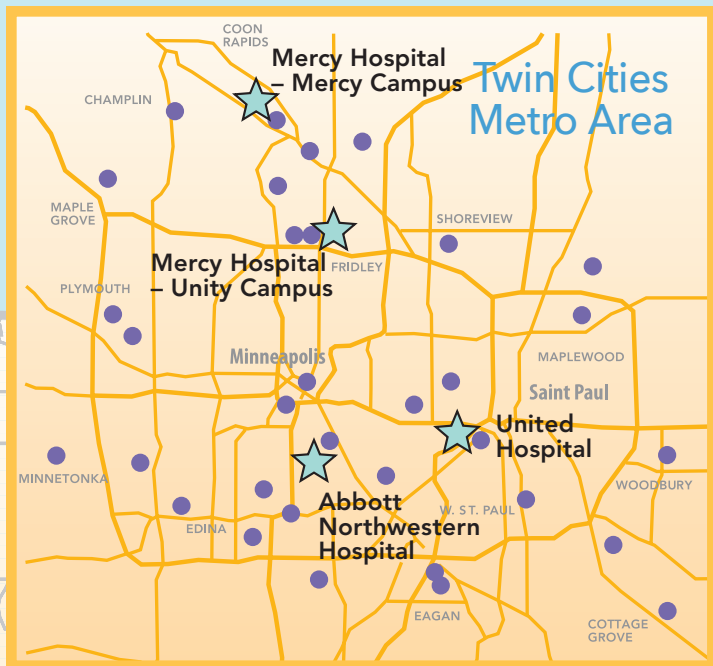 COON
RAPIDS
Mercy Hospital
– Mercy Campus
Twin Cities
Metro Area
CHAMPLIN
MAPLE
GROVE
SHOREVIEW
Mercy Hospital
– Unity Campus
FRIDLEY
PLYMOUTH
Minneapolis
MAPLEWOOD
Saint Paul
United
Hospital
MINNETONKA
WOODBURY
Abbott
Northwestern
Hospital
W. ST. PAUL
EDINA
EAGAN
COTTAGE
GROVE